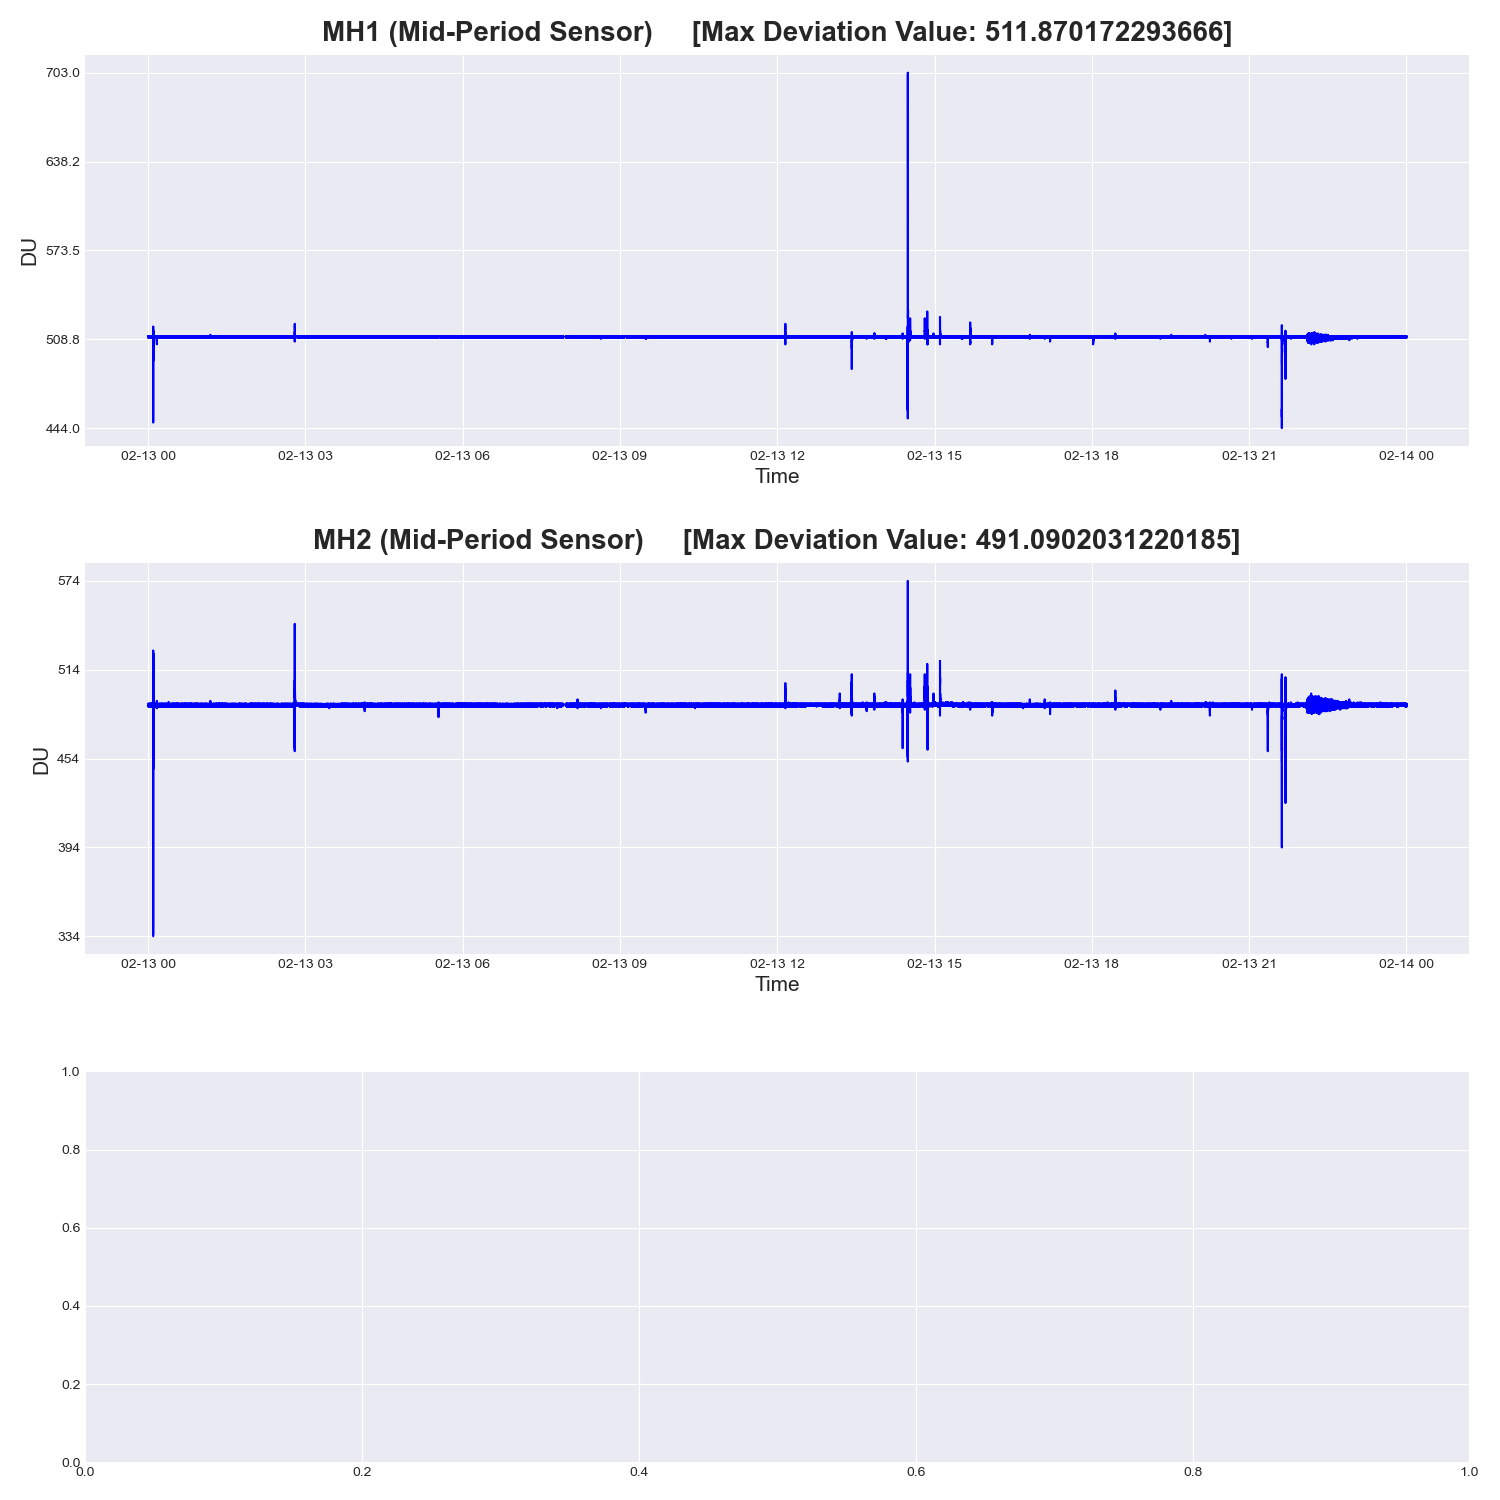 MH1 (Mid-Period Sensor) [Max Deviation Value: 511.870172293666]
703.0
638.2
573.5
508.8
444.0
DU
02-13 00 02-13 03 02-13 06 02-13 09 02-13 12 02-13 15 02-13 18 02-13 21 02-14 00
Time
MH2 (Mid-Period Sensor) [Max Deviation Value: 491.0902031220185]
574
514
454
394
334
DU
02-13 00 02-13 03 02-13 06 02-13 09 02-13 12 02-13 15 02-13 18 02-13 21 02-14 00
Time
1.0
0.8
0.6
0.4
0.2
0.0
0.0 0.2 0.4 0.6 0.8 1.0